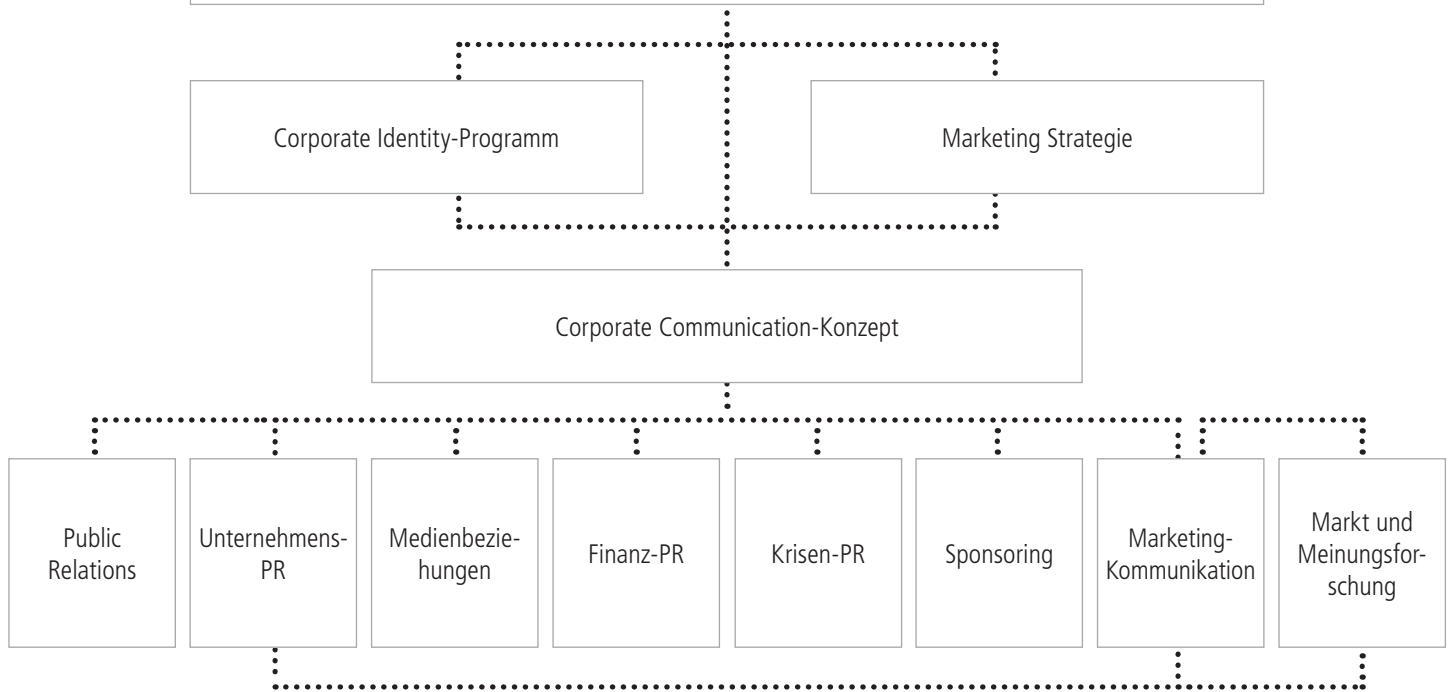 Corporate Identity-Programm
Marketing Strategie
Corporate Communication-Konzept
Public
Relations
Unternehmens-
PR
Medienbezie-
hungen
Finanz-PR
Krisen-PR
Sponsoring
Marketing-
Kommunikation
Markt und
Meinungsfor-
schung